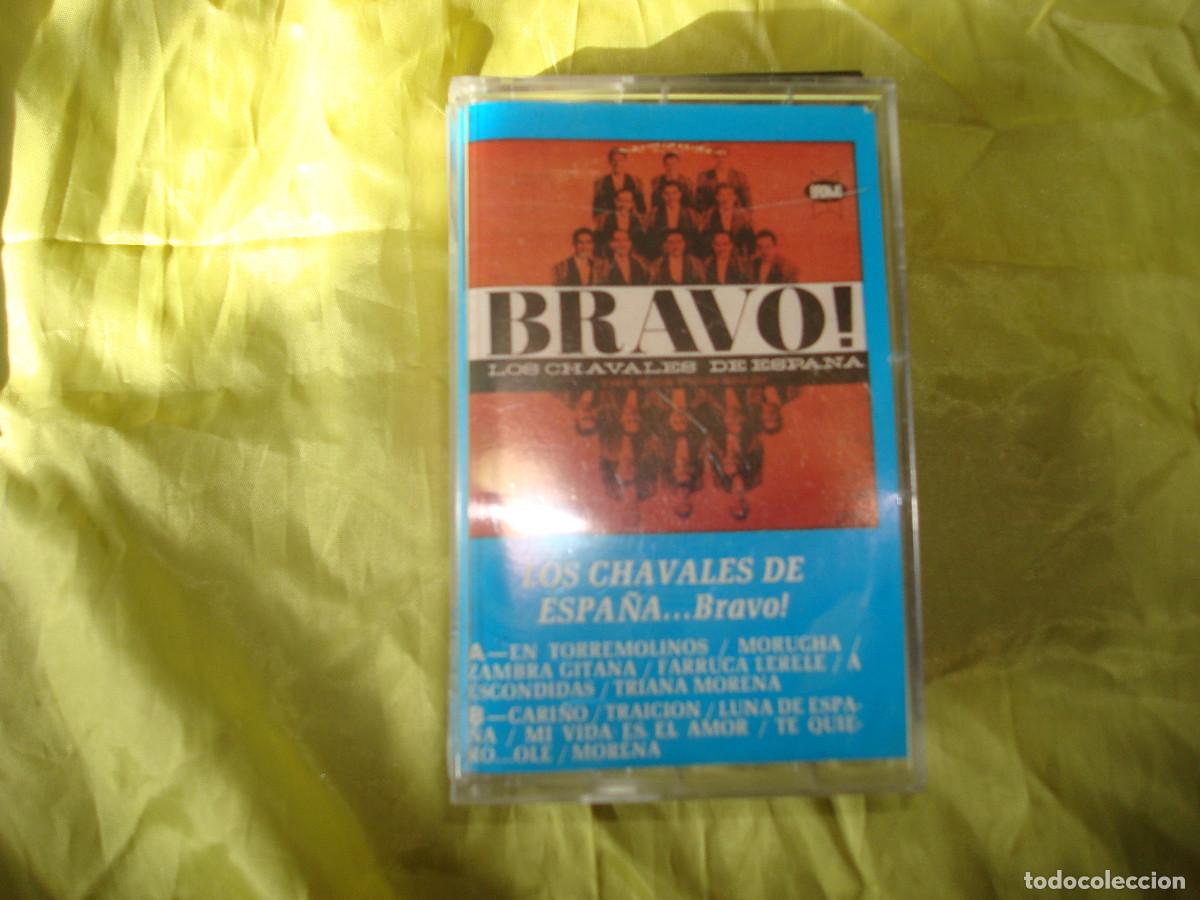 BRAVO!
LOS CHAVALES DE ESPAÑA
LOS CHAVALES DE
ESPAÑA...Bravo!
A—EN TORREMOLINOS / MORUCHA /
ZAMBRA GITANA / FARRUCA LERELE / A
ESCONDIDAS / TRIANA MORENA
B—CARIÑO / TRAICION / LUNA DE ESPA-
ÑA / MI VIDA ES EL AMOR / TE QUIE-
RO...OLE / MORENA
todocoleccion